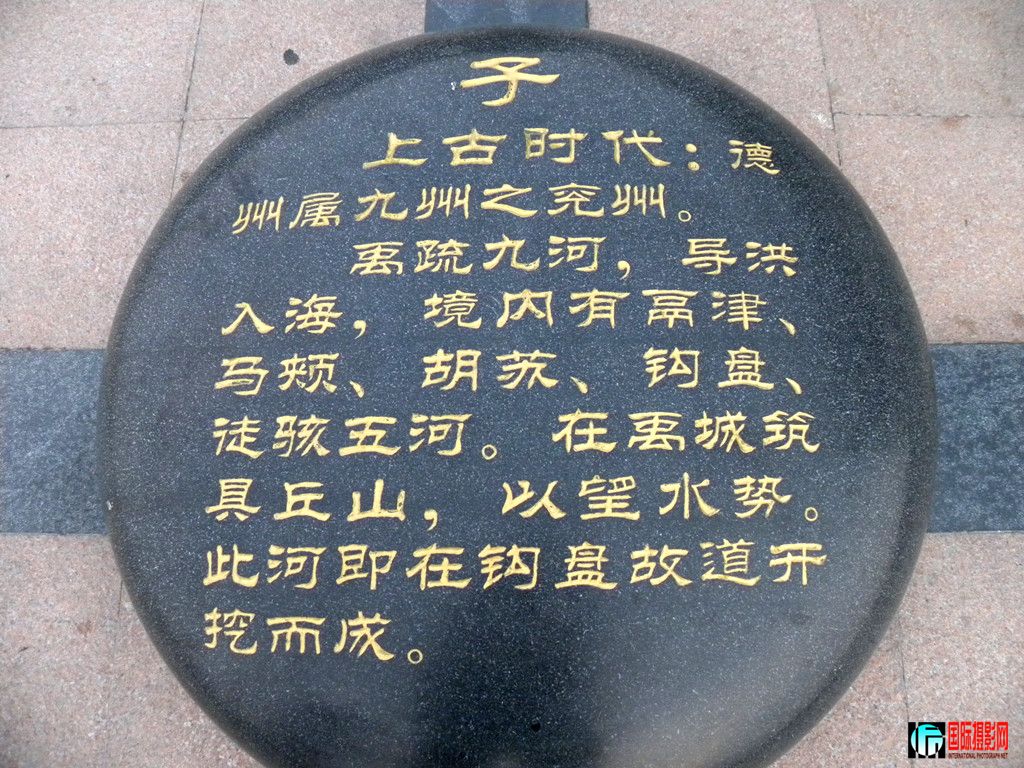 子
上古时代：德
州属九州之兖州。
禹疏九河，导洪
入海，境内有鬲津、
马颊、胡苏、钩盘、
徒骇五河。在禹城筑
具丘山，以望水势。
此河即在钩盘故道开
挖而成。
国际摄影网
INTERNATIONAL PHOTOGRAPH NET